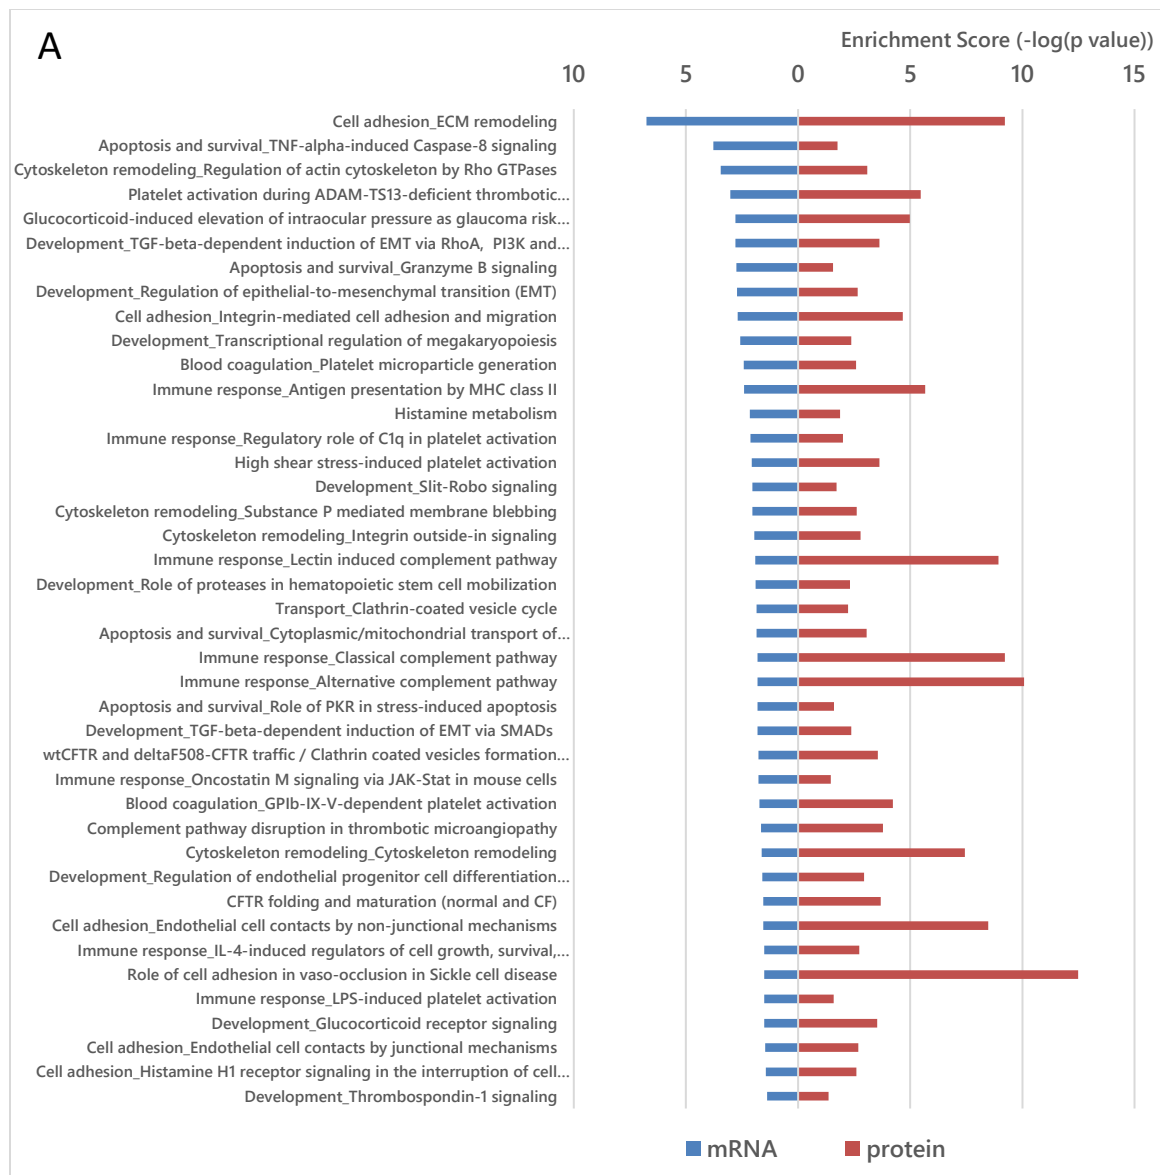 A
Enrichment Score (-log(p value))
10 5 0 5 10 15
Cell adhesion_ECM remodeling
Apoptosis and survival_TNF-alpha-induced Caspase-8 signaling
Cytoskeleton remodeling_Regulation of actin cytoskeleton by Rho GTPases
Platelet activation during ADAM-TS13-deficient thrombotic...
Glucocorticoid-induced elevation of intraocular pressure as glaucoma risk...
Development_TGF-beta-dependent induction of EMT via RhoA, PI3K and...
Apoptosis and survival_Granzyme B signaling
Development_Regulation of epithelial-to-mesenchymal transition (EMT)
Cell adhesion_Integrin-mediated cell adhesion and migration
Development_Transcriptional regulation of megakaryopoiesis
Blood coagulation_Platelet microparticle generation
Immune response_Antigen presentation by MHC class II
Histamine metabolism
Immune response_Regulatory role of C1q in platelet activation
High shear stress-induced platelet activation
Development_Slit-Robo signaling
Cytoskeleton remodeling_Substance P mediated membrane blebbing
Cytoskeleton remodeling_Integrin outside-in signaling
Immune response_Lectin induced complement pathway
Development_Role of proteases in hematopoietic stem cell mobilization
Transport_Clathrin-coated vesicle cycle
Apoptosis and survival_Cytoplasmic/mitochondrial transport of...
Immune response_Classical complement pathway
Immune response_Alternative complement pathway
Apoptosis and survival_Role of PKR in stress-induced apoptosis
Development_TGF-beta-dependent induction of EMT via SMADs
wtCFTR and deltaF508-CFTR traffic / Clathrin coated vesicles formation...
Immune response_Oncostatin M signaling via JAK-Stat in mouse cells
Blood coagulation_GPIb-IX-V-dependent platelet activation
Complement pathway disruption in thrombotic microangiopathy
Cytoskeleton remodeling_Cytoskeleton remodeling
Development_Regulation of endothelial progenitor cell differentiation...
CFTR folding and maturation (normal and CF)
Cell adhesion_Endothelial cell contacts by non-junctional mechanisms
Immune response_IL-4-induced regulators of cell growth, survival,...
Role of cell adhesion in vaso-occlusion in Sickle cell disease
Immune response_LPS-induced platelet activation
Development_Glucocorticoid receptor signaling
Cell adhesion_Endothelial cell contacts by junctional mechanisms
Cell adhesion_Histamine H1 receptor signaling in the interruption of cell...
Development_Thrombospondin-1 signaling
mRNA protein